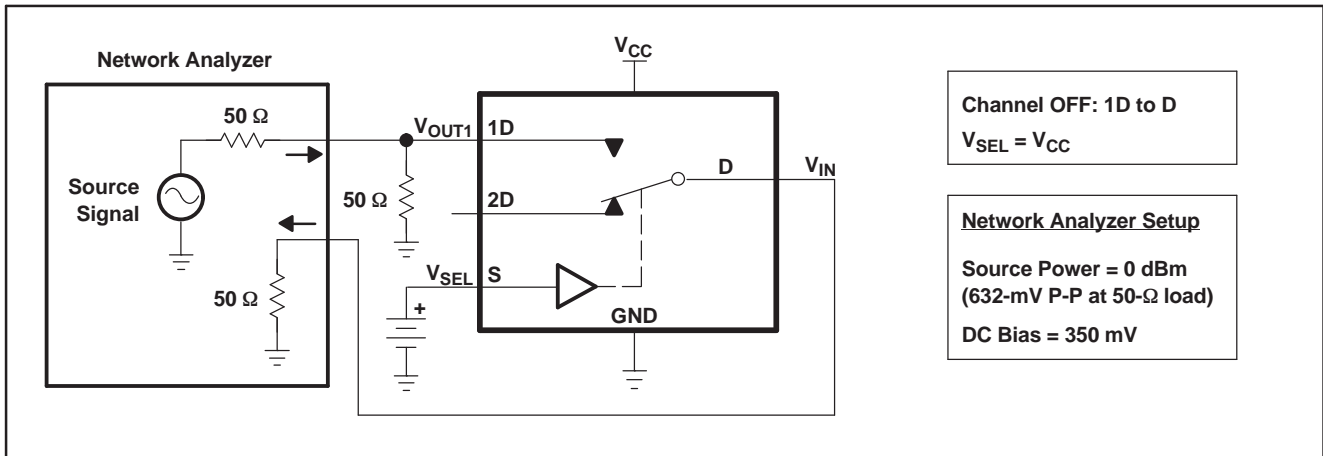 Network Analyzer
50 Ω
Source
Signal
50 Ω
50 Ω
V_OUT1
1D
2D
V_SEL
S
+
V_CC
GND
D
V_IN
Channel OFF: 1D to D
V_SEL = V_CC
Network Analyzer Setup
Source Power = 0 dBm
(632-mV P-P at 50-Ω load)
DC Bias = 350 mV